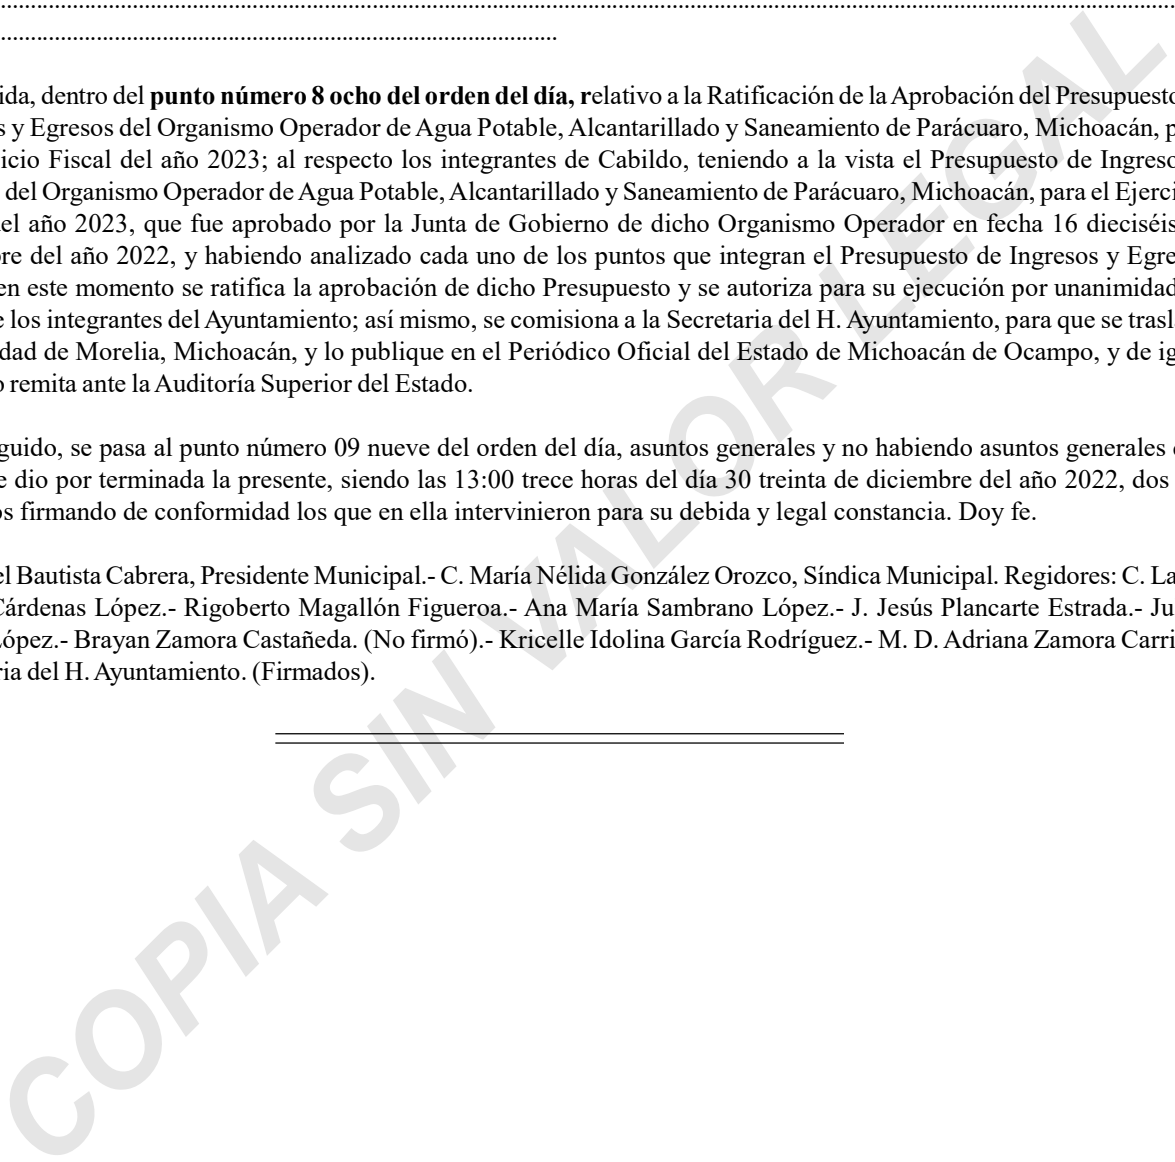 ida, dentro del punto número 8 ocho del orden del día, relativo a la Ratificación de la Aprobación del Presupuesto
s y Egresos del Organismo Operador de Agua Potable, Alcantarillado y Saneamiento de Parácuaro, Michoacán, p
icio Fiscal del año 2023; al respecto los integrantes de Cabildo, teniendo a la vista el Presupuesto de Ingreso
del Organismo Operador de Agua Potable, Alcantarillado y Saneamiento de Parácuaro, Michoacán, para el Ejerci
el año 2023, que fue aprobado por la Junta de Gobierno de dicho Organismo Operador en fecha 16 dieciséis
re del año 2022, y habiendo analizado cada uno de los puntos que integran el Presupuesto de Ingresos y Egre
en este momento se ratifica la aprobación de dicho Presupuesto y se autoriza para su ejecución por unanimidad
e los integrantes del Ayuntamiento; así mismo, se comisiona a la Secretaria del H. Ayuntamiento, para que se trasl
dad de Morelia, Michoacán, y lo publique en el Periódico Oficial del Estado de Michoacán de Ocampo, y de ig
o remita ante la Auditoría Superior del Estado.
guido, se pasa al punto número 09 nueve del orden del día, asuntos generales y no habiendo asuntos generales
e dio por terminada la presente, siendo las 13:00 trece horas del día 30 treinta de diciembre del año 2022, dos
os firmando de conformidad los que en ella intervinieron para su debida y legal constancia. Doy fe.
el Bautista Cabrera, Presidente Municipal.- C. María Nélida González Orozco, Síndica Municipal. Regidores: C. La
Cárdenas López.- Rigoberto Magallón Figueroa.- Ana María Sambrano López.- J. Jesús Plancarte Estrada.- Ju
López.- Brayan Zamora Castañeda. (No firmó).- Kricelle Idolina García Rodríguez.- M. D. Adriana Zamora Carri
ria del H. Ayuntamiento. (Firmados).
COPIA SIN VALOR LEGAL